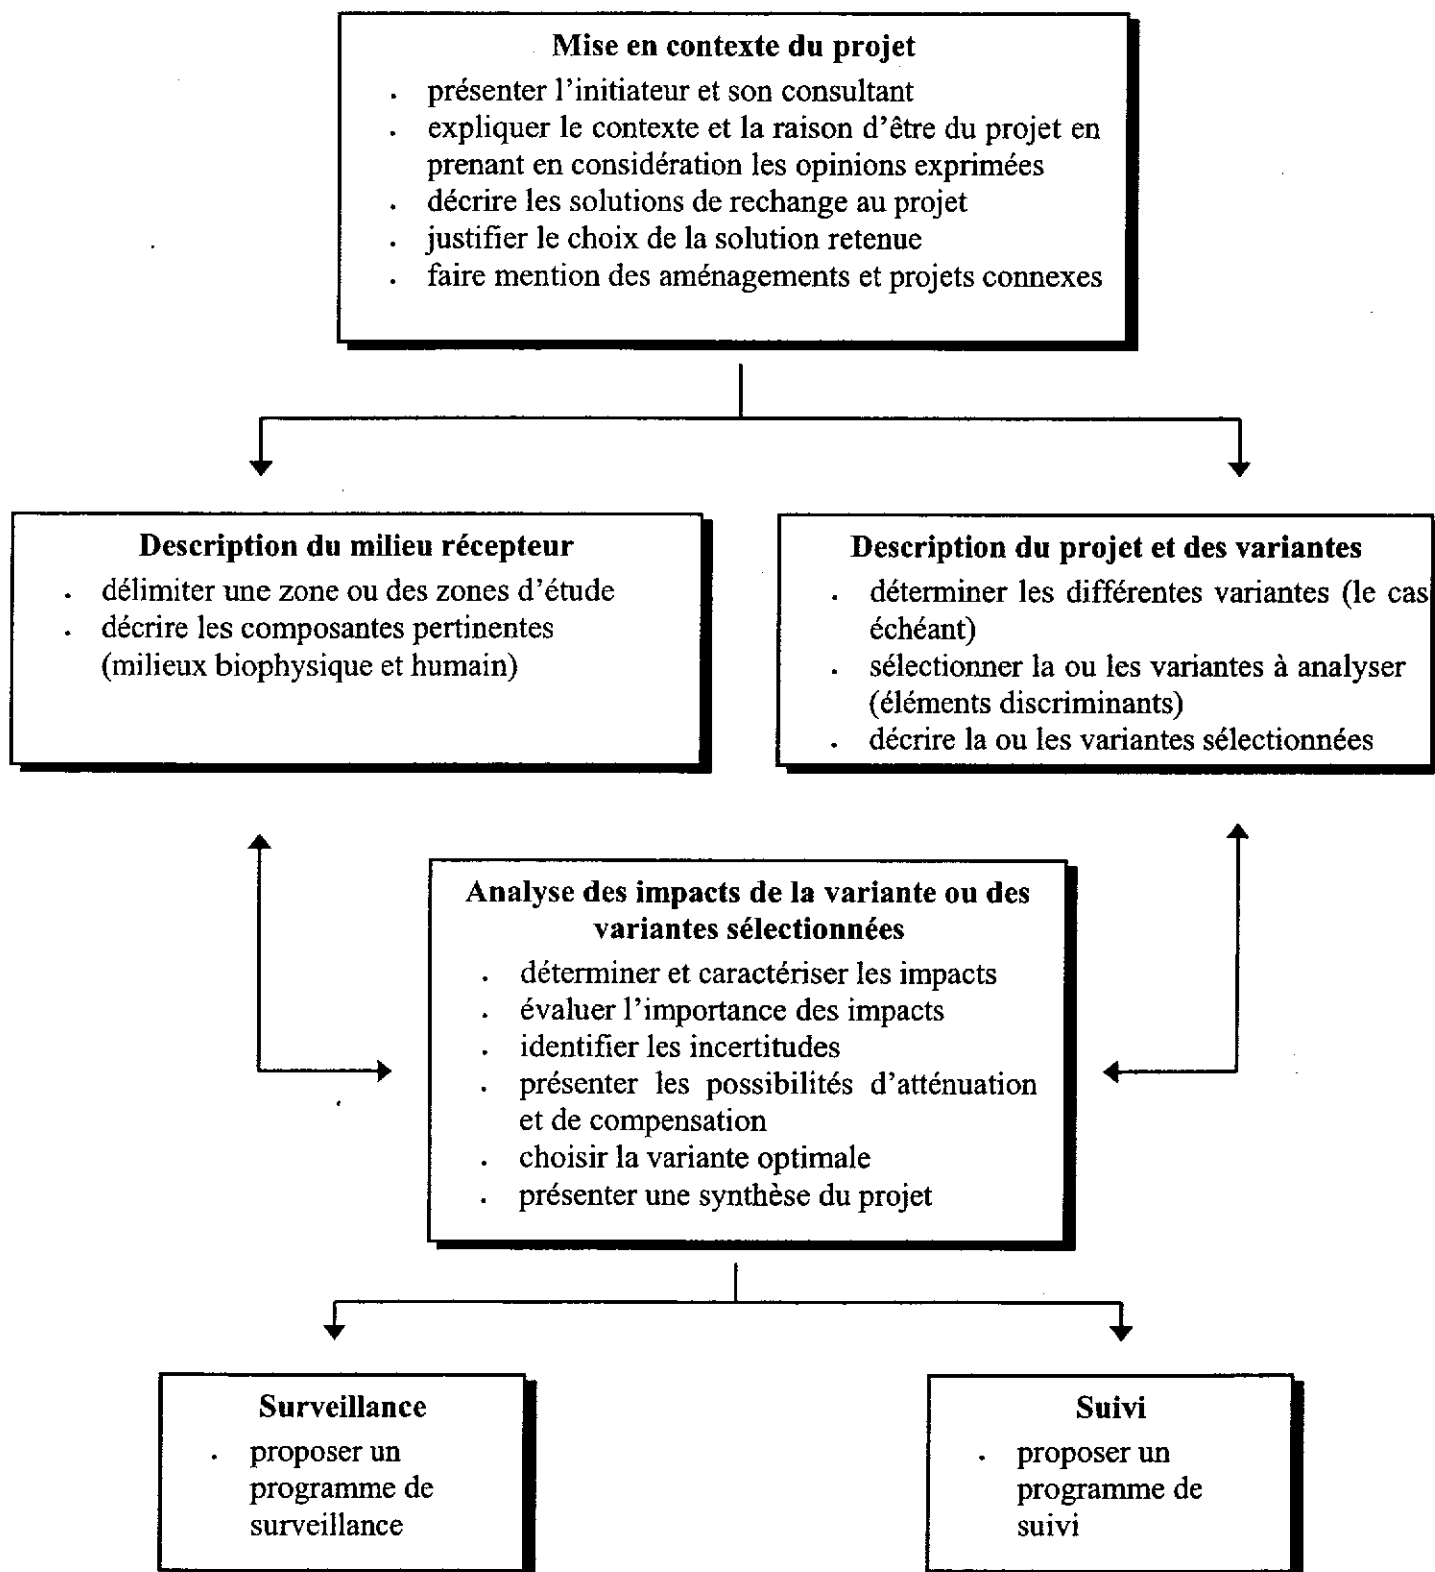 Mise en contexte du projet
. présenter l'initiateur et son consultant
. expliquer le contexte et la raison d'être du projet en
prenant en considération les opinions exprimées
. décrire les solutions de rechange au projet
. justifier le choix de la solution retenue
. faire mention des aménagements et projets connexes
Description du milieu récepteur
. délimiter une zone ou des zones d'étude
. décrire les composantes pertinentes
(milieux biophysique et humain)
Description du projet et des variantes
. déterminer les différentes variantes (le cas
échéant)
. sélectionner la ou les variantes à analyser
(éléments discriminants)
. décrire la ou les variantes sélectionnées
Analyse des impacts de la variante ou des
variantes sélectionnées
. déterminer et caractériser les impacts
. évaluer l'importance des impacts
. identifier les incertitudes
. présenter les possibilités d'atténuation
et de compensation
. choisir la variante optimale
. présenter une synthèse du projet
Surveillance
. proposer un
programme de
surveillance
Suivi
. proposer un
programme de
suivi